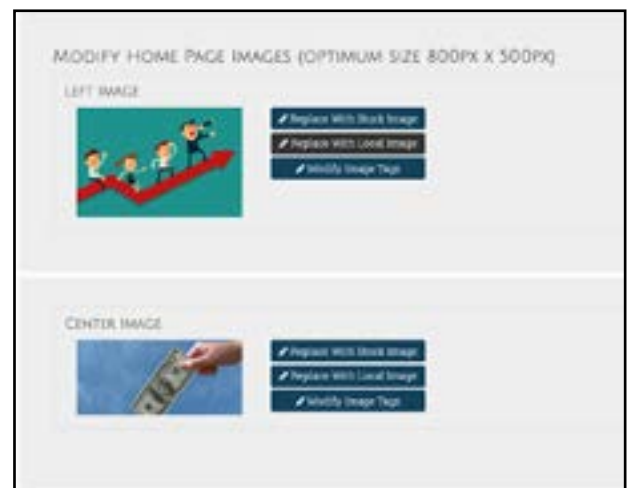 MODIFY HOME PAGE IMAGES (OPTIMUM SIZE 800PX X 500PX)
LEFT IMAGE
Replace With Stock Image
Replace With Local Image
Modify Image Tags
CENTER IMAGE
Replace With Stock Image
Replace With Local Image
Modify Image Tags